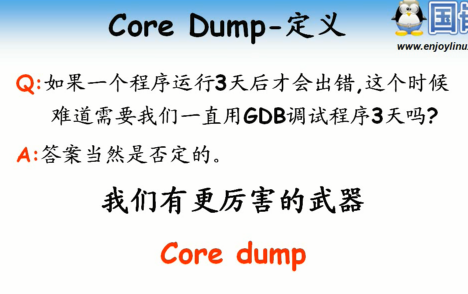 Core Dump-定义
国
www.enjoylinu
Q:如果一个程序运行3天后才会出错,这个时候
难道需要我们一直用GDB调试程序3天吗?
A:答案当然是否定的。
我们有更厉害的武器
Core dump